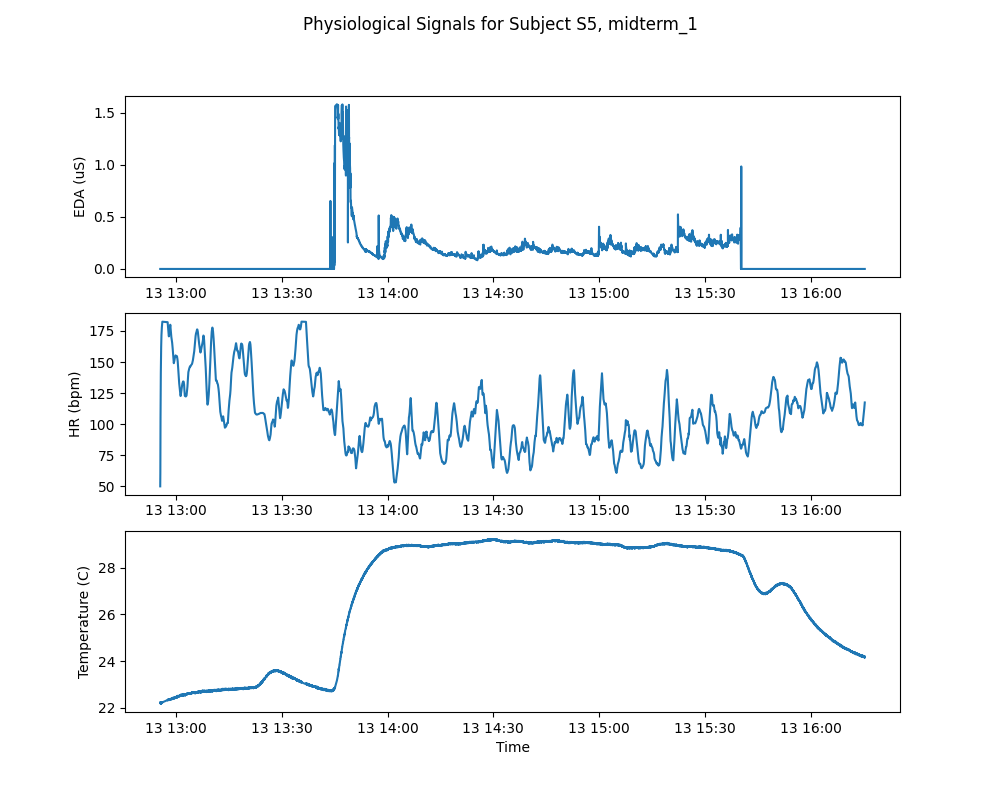 Physiological Signals for Subject S5, midterm_1
1.5
1.0
0.5
0.0
EDA (uS)
13 13:00 13 13:30 13 14:00 13 14:30 13 15:00 13 15:30 13 16:00
175
150
125
100
75
50
HR (bpm)
13 13:00 13 13:30 13 14:00 13 14:30 13 15:00 13 15:30 13 16:00
28
26
24
22
Temperature (C)
13 13:00 13 13:30 13 14:00 13 14:30 13 15:00 13 15:30 13 16:00
Time